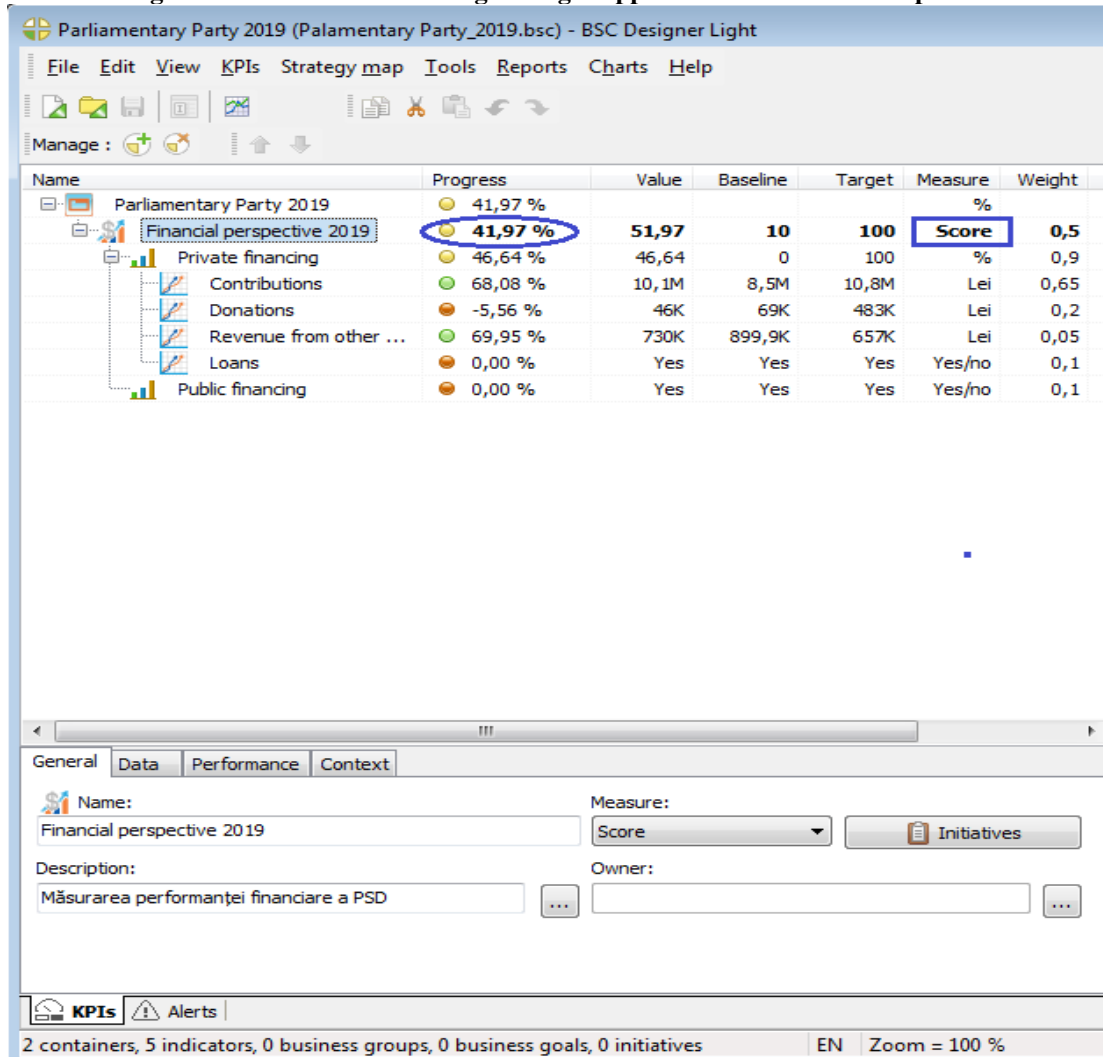 Parliamentary Party 2019 (Palamentary Party_2019.bsc) - BSC Designer Light
File Edit View KPIs Strategy map Tools Reports Charts Help
Manage :
Name Progress Value Baseline Target Measure Weight
Parliamentary Party 2019 41,97 % %
Financial perspective 2019 41,97 % 51,97 10 100 Score 0,5
Private financing 46,64 % 46,64 0 100 % 0,9
Contributions 68,08 % 10,1M 8,5M 10,8M Lei 0,65
Donations -5,56 % 46K 69K 483K Lei 0,2
Revenue from other ... 69,95 % 730K 899,9K 657K Lei 0,05
Loans 0,00 % Yes Yes Yes Yes/no 0,1
Public financing 0,00 % Yes Yes Yes Yes/no 0,1
General Data Performance Context
Name: Measure:
Financial perspective 2019 Score Initiatives
Description: Owner:
Măsurarea performanței financiare a PSD ... ...
KPIs Alerts
2 containers, 5 indicators, 0 business groups, 0 business goals, 0 initiatives EN Zoom = 100 %